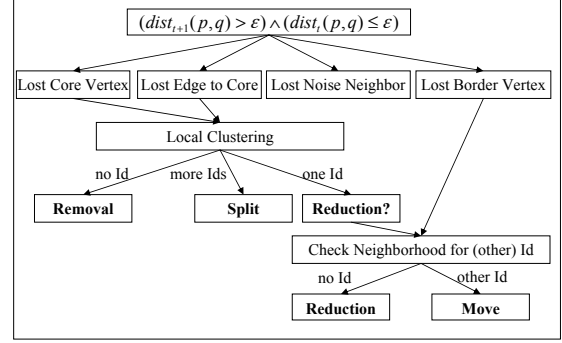 (dist_{t+1}(p,q) > ε) ∧ (dist_t(p,q) ≤ ε)
Lost Core Vertex Lost Edge to Core Lost Noise Neighbor Lost Border Vertex
Local Clustering
no Id more Ids one Id
Removal Split Reduction?
Check Neighborhood for (other) Id
no Id other Id
Reduction Move